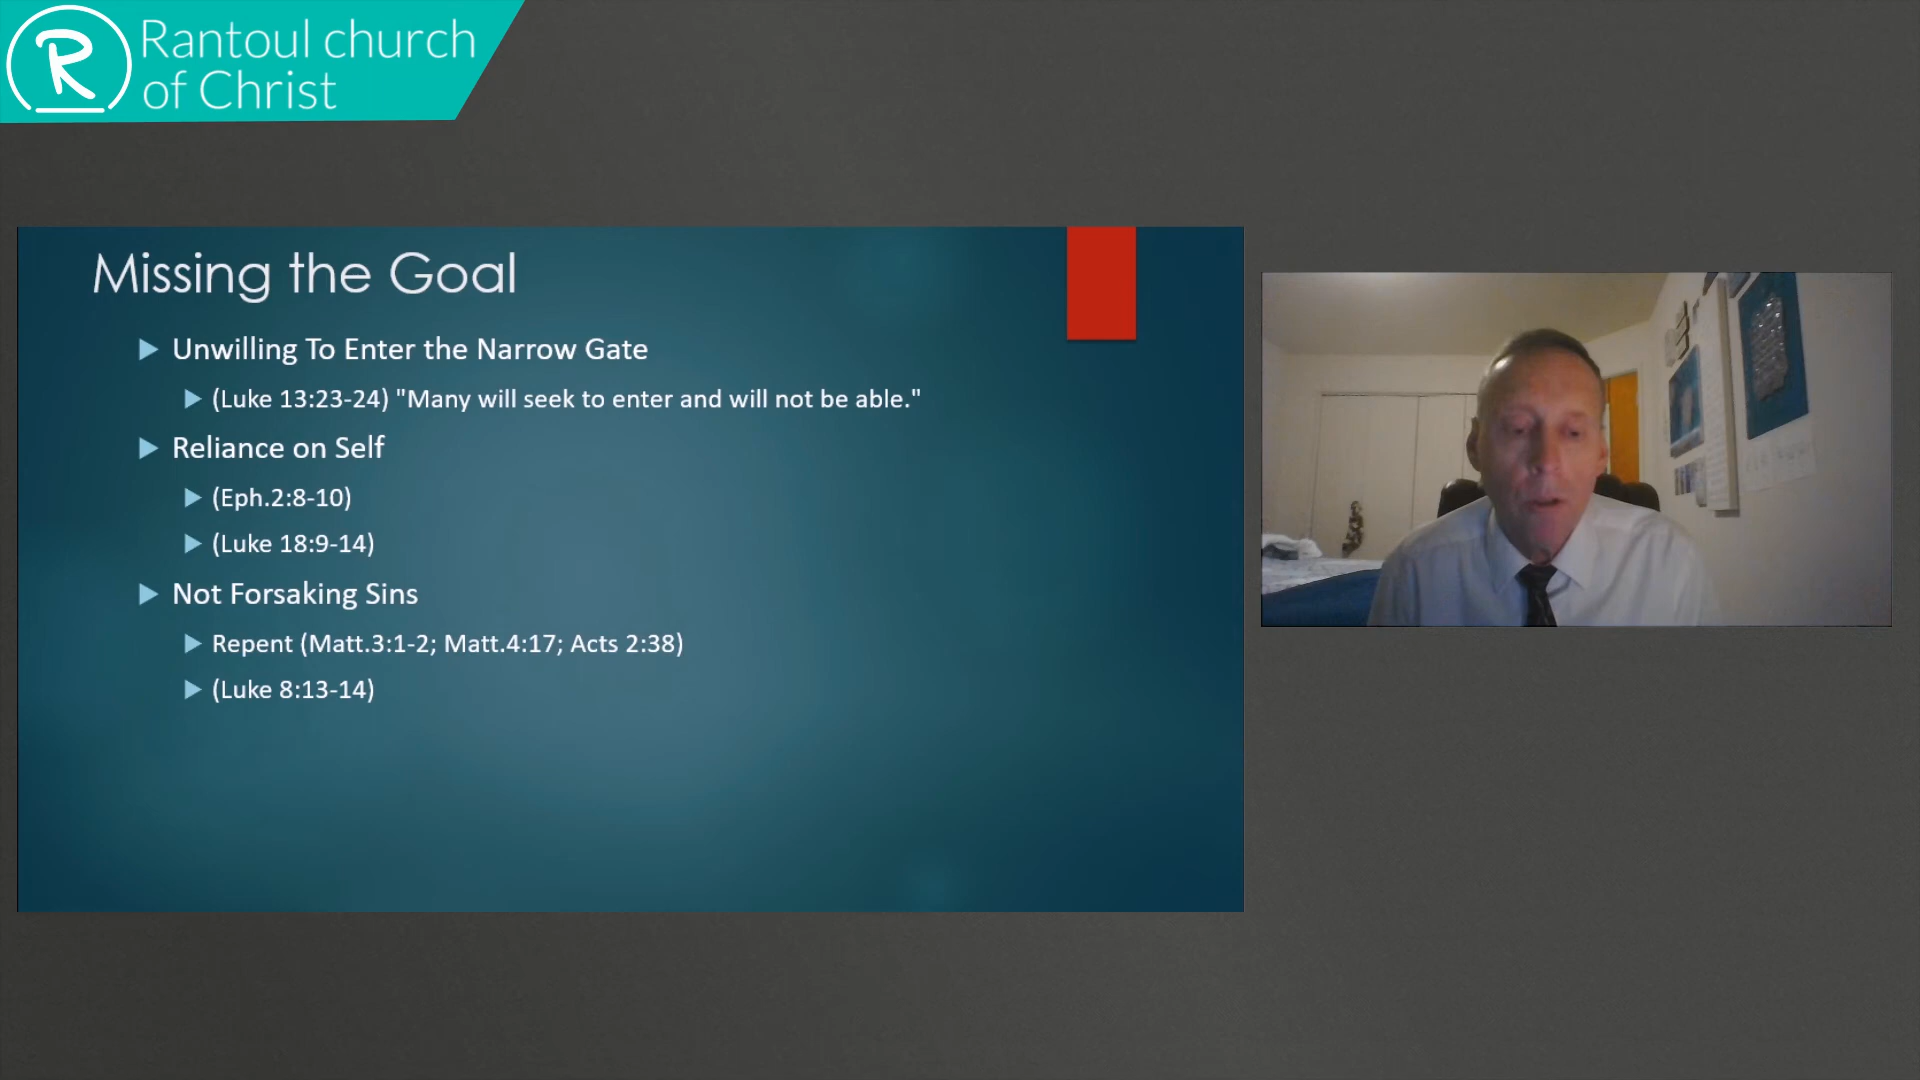 Rantoul church
of Christ
Missing the Goal
Unwilling To Enter the Narrow Gate
(Luke 13:23-24) "Many will seek to enter and will not be able."
Reliance on Self
(Eph.2:8-10)
(Luke 18:9-14)
Not Forsaking Sins
Repent (Matt.3:1-2; Matt.4:17; Acts 2:38)
(Luke 8:13-14)